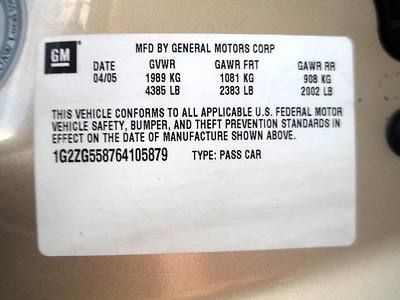 GM
MFD BY GENERAL MOTORS CORP
DATE GVWR GAWR FRT GAWR RR
04/05 1989 KG 1081 KG 908 KG
4385 LB 2383 LB 2002 LB
THIS VEHICLE CONFORMS TO ALL APPLICABLE U.S. FEDERAL MOTOR
VEHICLE SAFETY, BUMPER, AND THEFT PREVENTION STANDARDS IN
EFFECT ON THE DATE OF MANUFACTURE SHOWN ABOVE.
1G2ZG558764105879 TYPE: PASS CAR